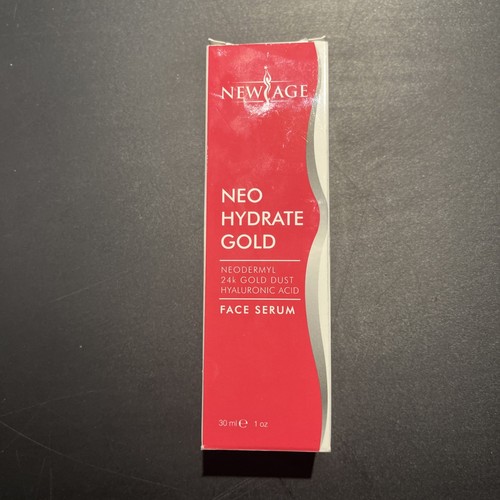 NEW AGE
NEO
HYDRATE
GOLD
NEODERMYL
24k GOLD DUST
HYALURONIC ACID
FACE SERUM
30 ml ℮ 1 oz